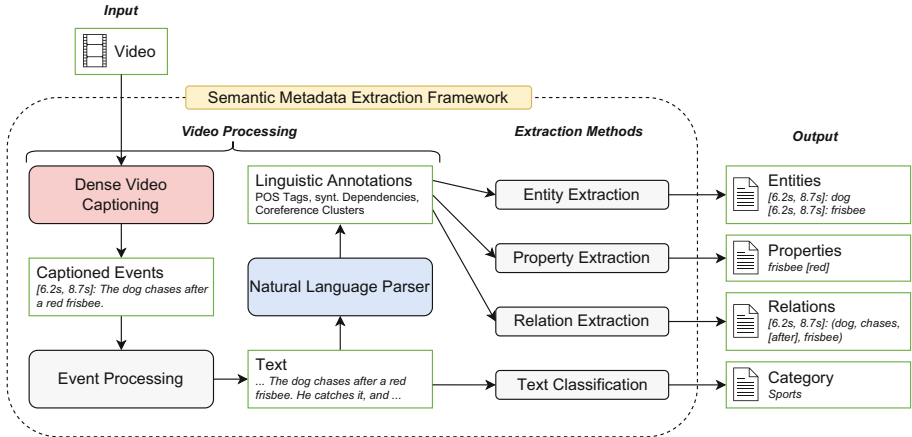 Input
Video
Semantic Metadata Extraction Framework
Video Processing
Extraction Methods
Output
Dense Video
Captioning
Captioned Events
[6.2s, 8.7s]: The dog chases after
a red frisbee.
Event Processing
Linguistic Annotations
POS Tags, synt. Dependencies,
Coreference Clusters
Natural Language Parser
Text
... The dog chases after a red
frisbee. He catches it, and ...
Entity Extraction
Property Extraction
Relation Extraction
Text Classification
Entities
[6.2s, 8.7s]: dog
[6.2s, 8.7s]: frisbee
Properties
frisbee [red]
Relations
[6.2s, 8.7s]: (dog, chases,
[after], frisbee)
Category
Sports